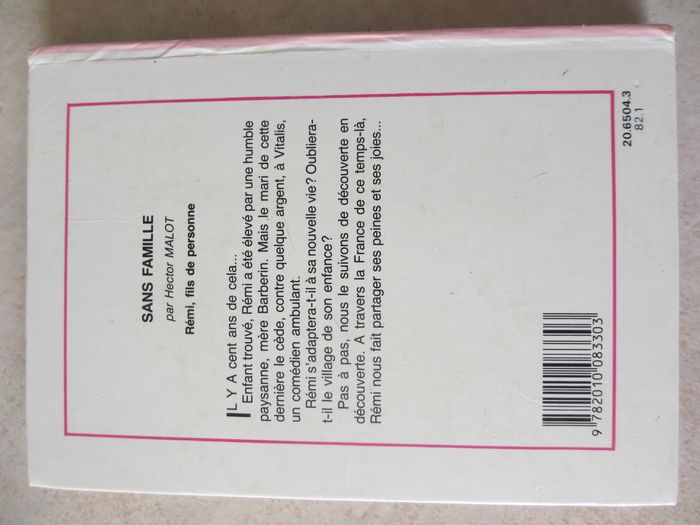 SANS FAMILLE
par Hector MALOT
Rémi, fils de personne
IL Y A cent ans de cela...
Enfant trouvé, Rémi a été élevé par une humble
paysanne, mère Barberin. Mais le mari de cette
dernière le cède, contre quelque argent, à Vitalis,
un comédien ambulant.
Rémi s'adaptera-t-il à sa nouvelle vie? Oubliera-
t-il le village de son enfance?
Pas à pas, nous le suivons de découverte en
découverte. A travers la France de ce temps-là,
Rémi nous fait partager ses peines et ses joies...
9 782010 083303
20.6504.3
82.1